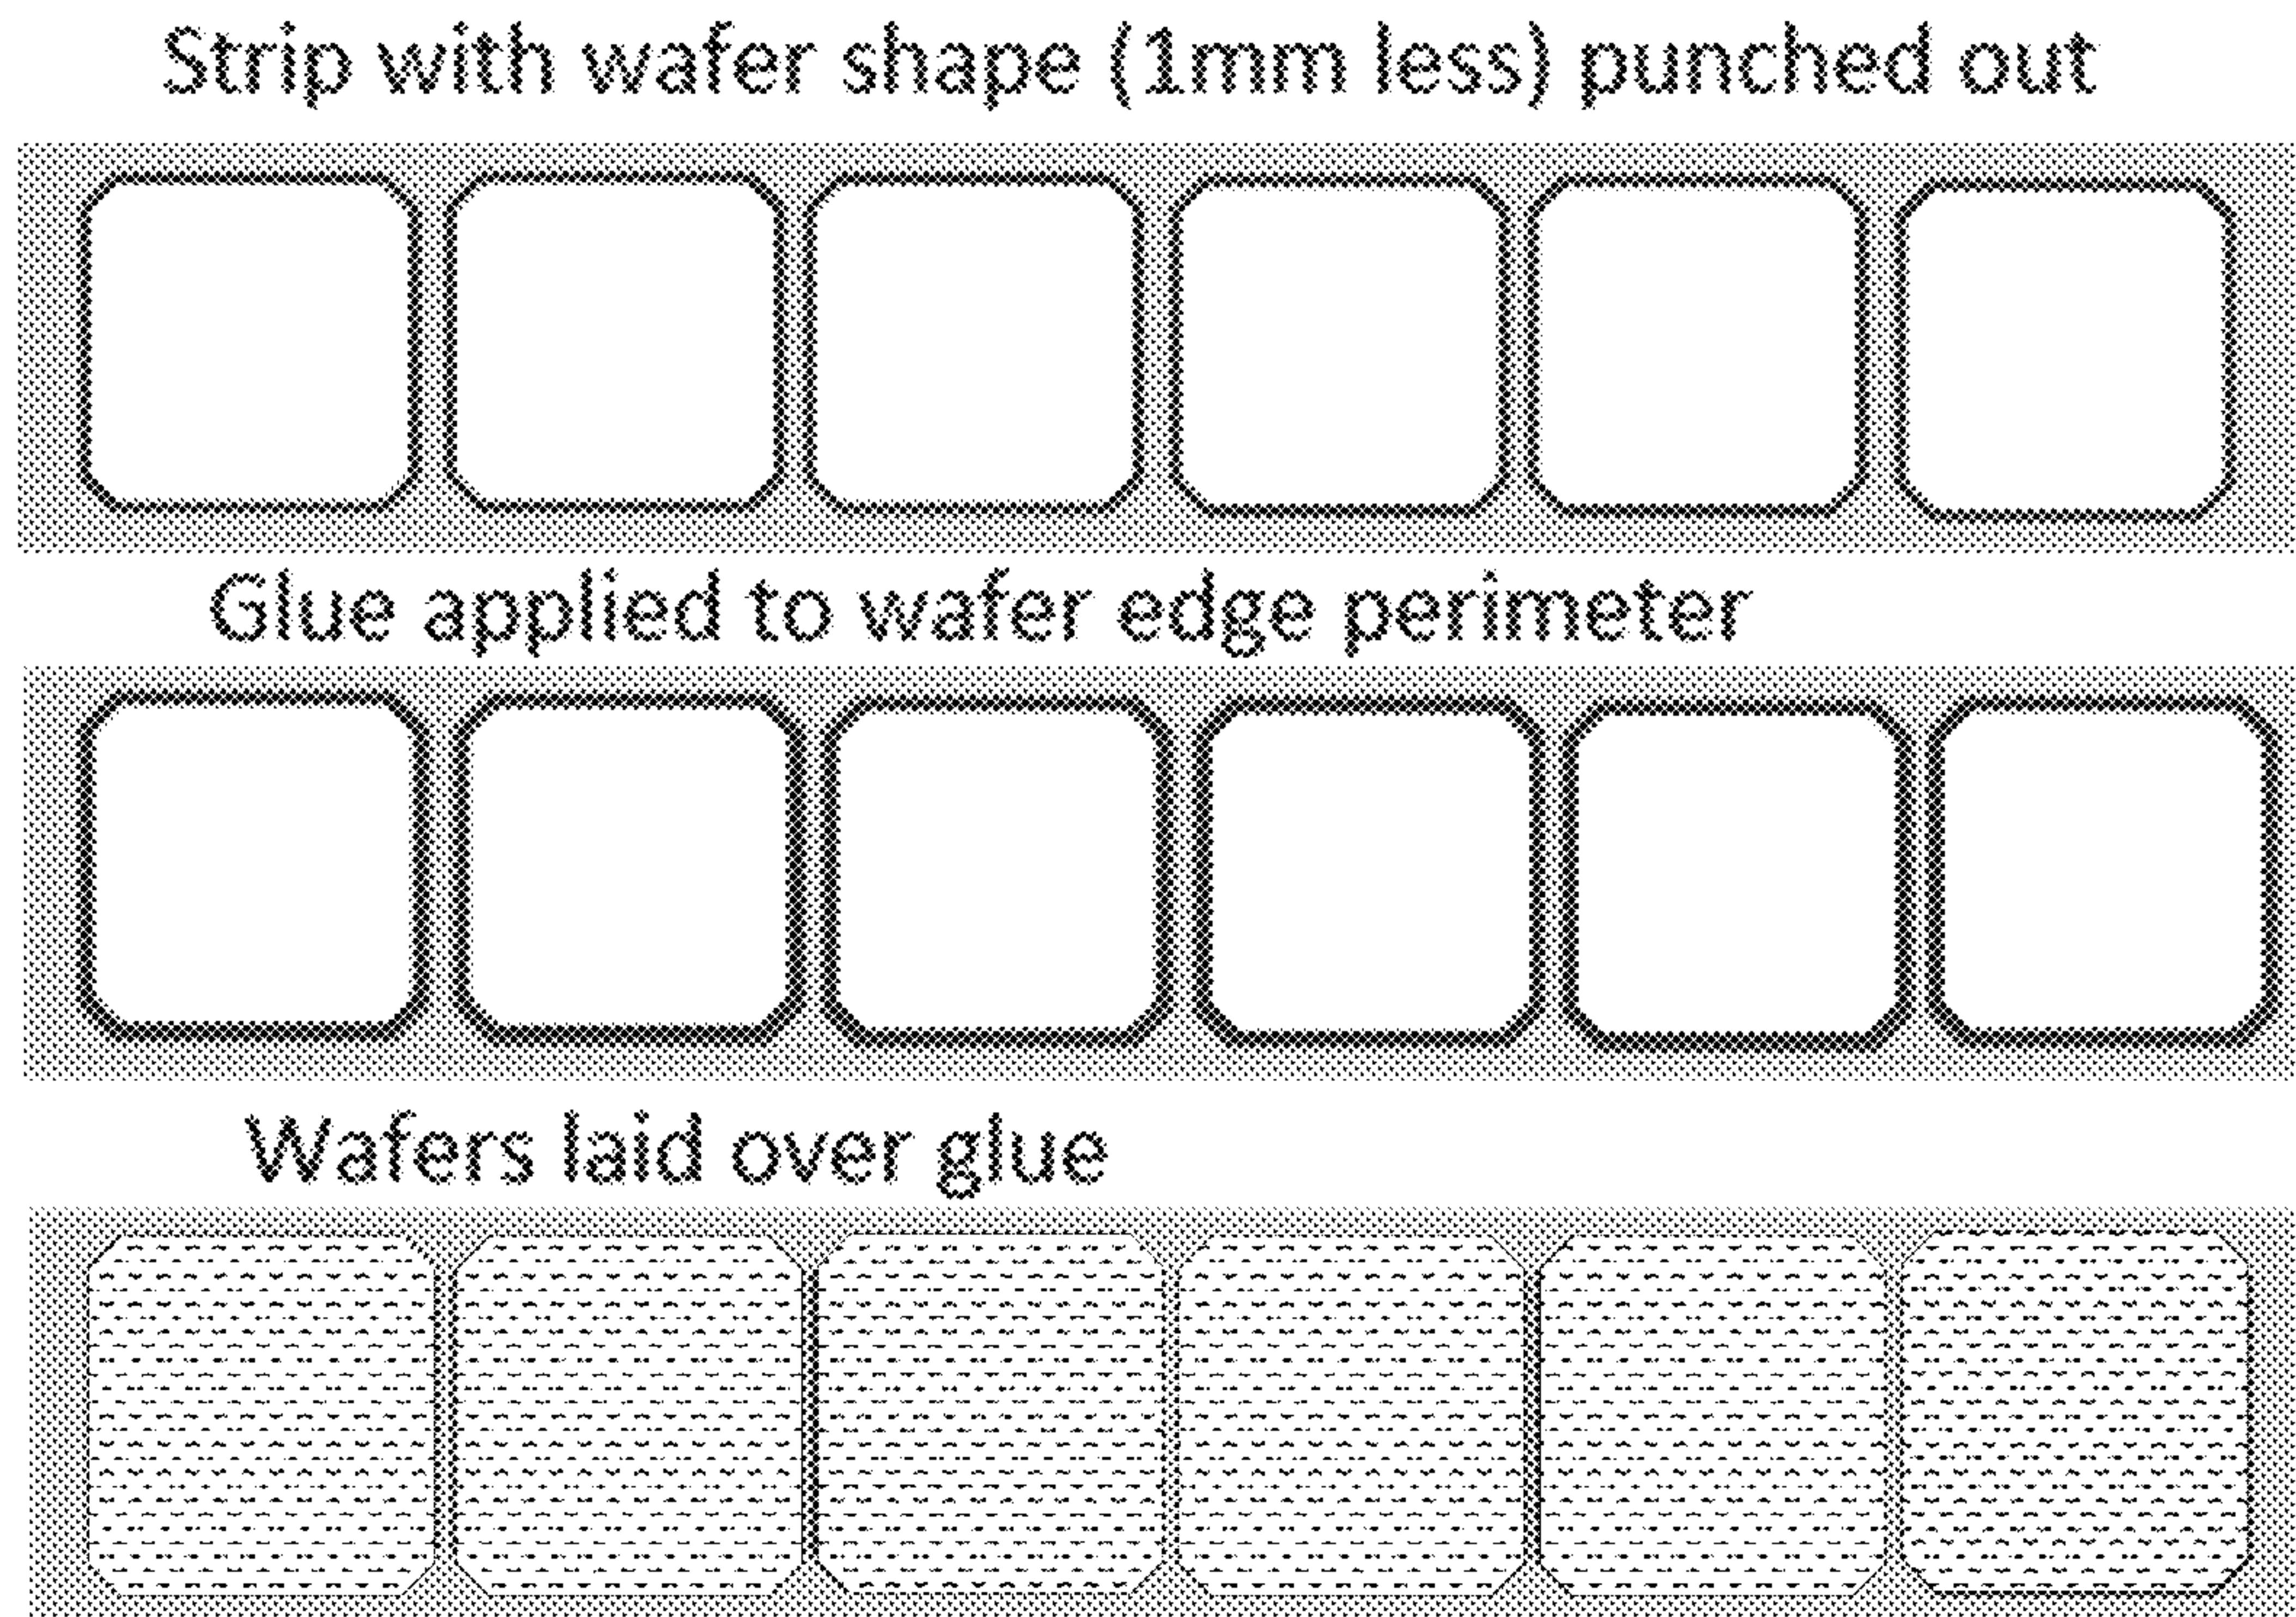 Strip with wafer shape (1mm less) punched out
Glue applied to wafer edge perimeter
Wafers laid over glue